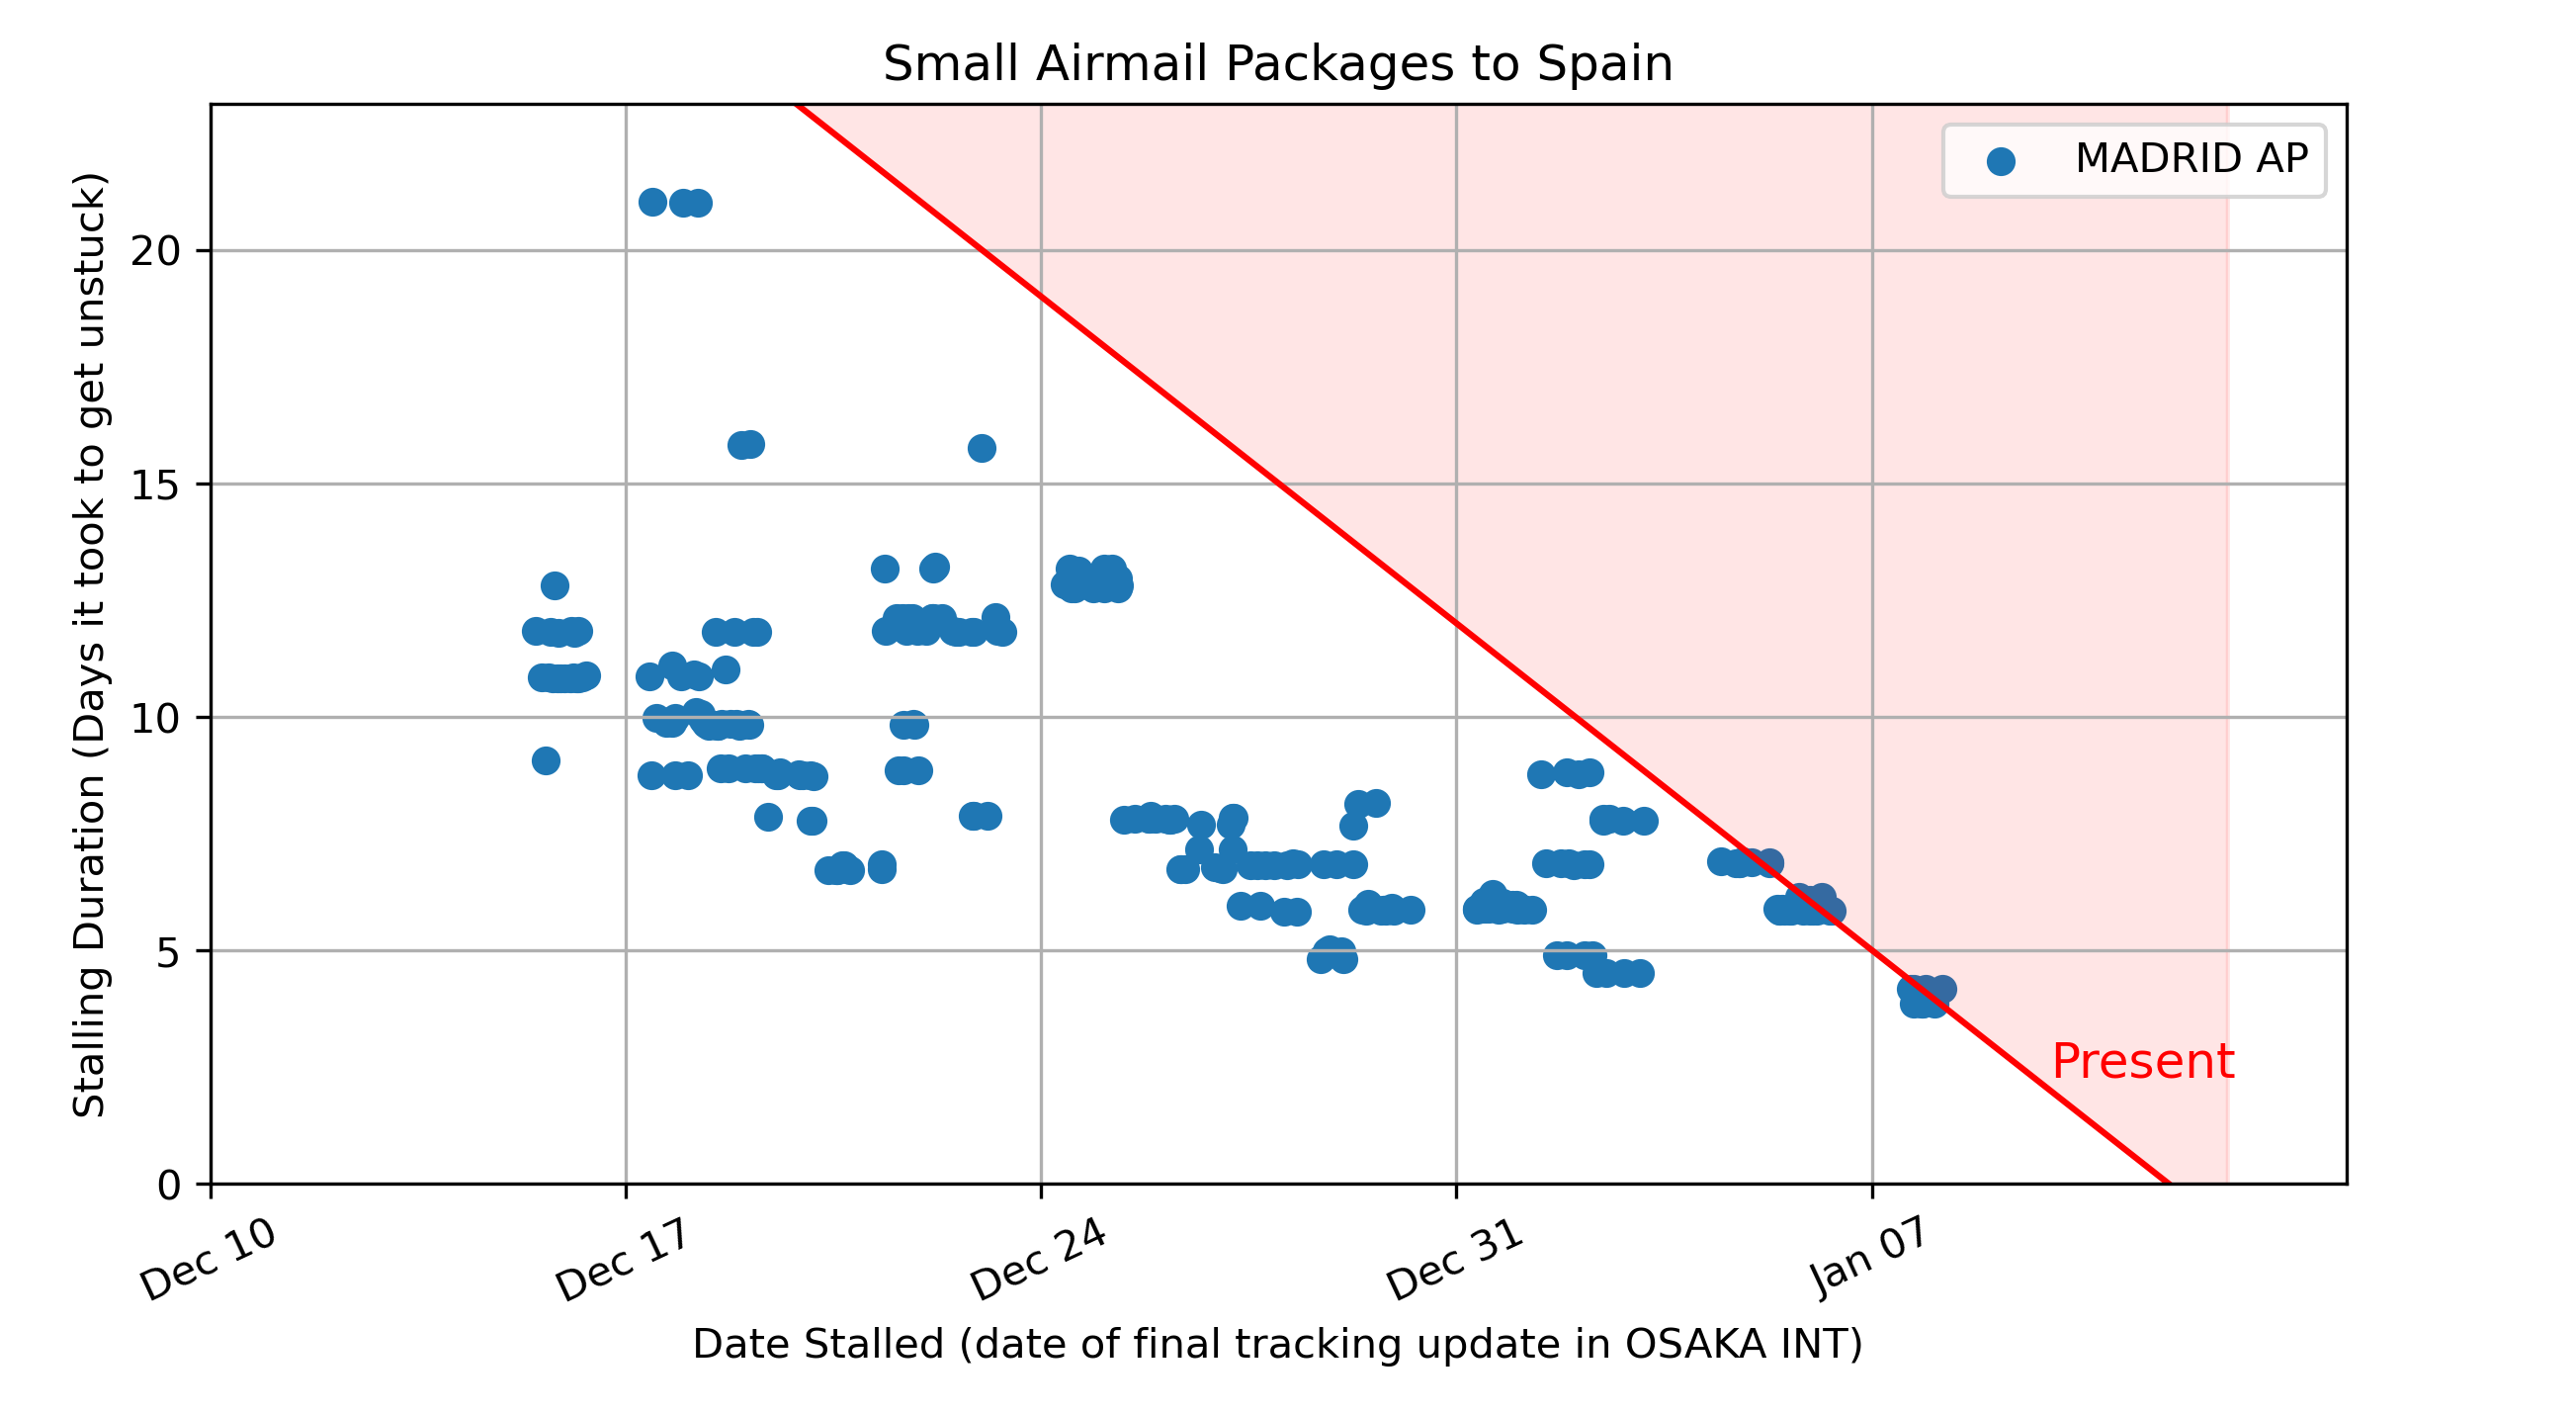 Small Airmail Packages to Spain
MADRID AP
Stalling Duration (Days it took to get unstuck)
20
15
10
5
0
Present
Dec 10
Dec 17
Dec 24
Dec 31
Jan 07
Date Stalled (date of final tracking update in OSAKA INT)